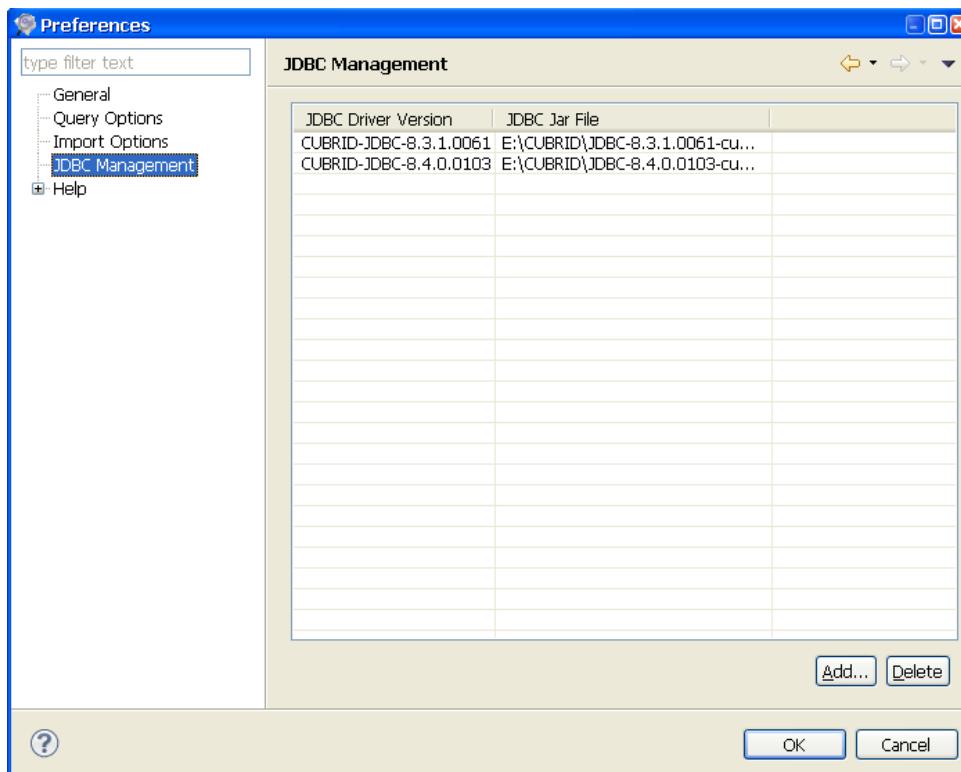 Preferences
type filter text
General
Query Options
Import Options
JDBC Management
Help
JDBC Management
JDBC Driver Version JDBC Jar File
CUBRID-JDBC-8.3.1.0061 E:\CUBRID\JDBC-8.3.1.0061-cu...
CUBRID-JDBC-8.4.0.0103 E:\CUBRID\JDBC-8.4.0.0103-cu...
Add... Delete
OK Cancel